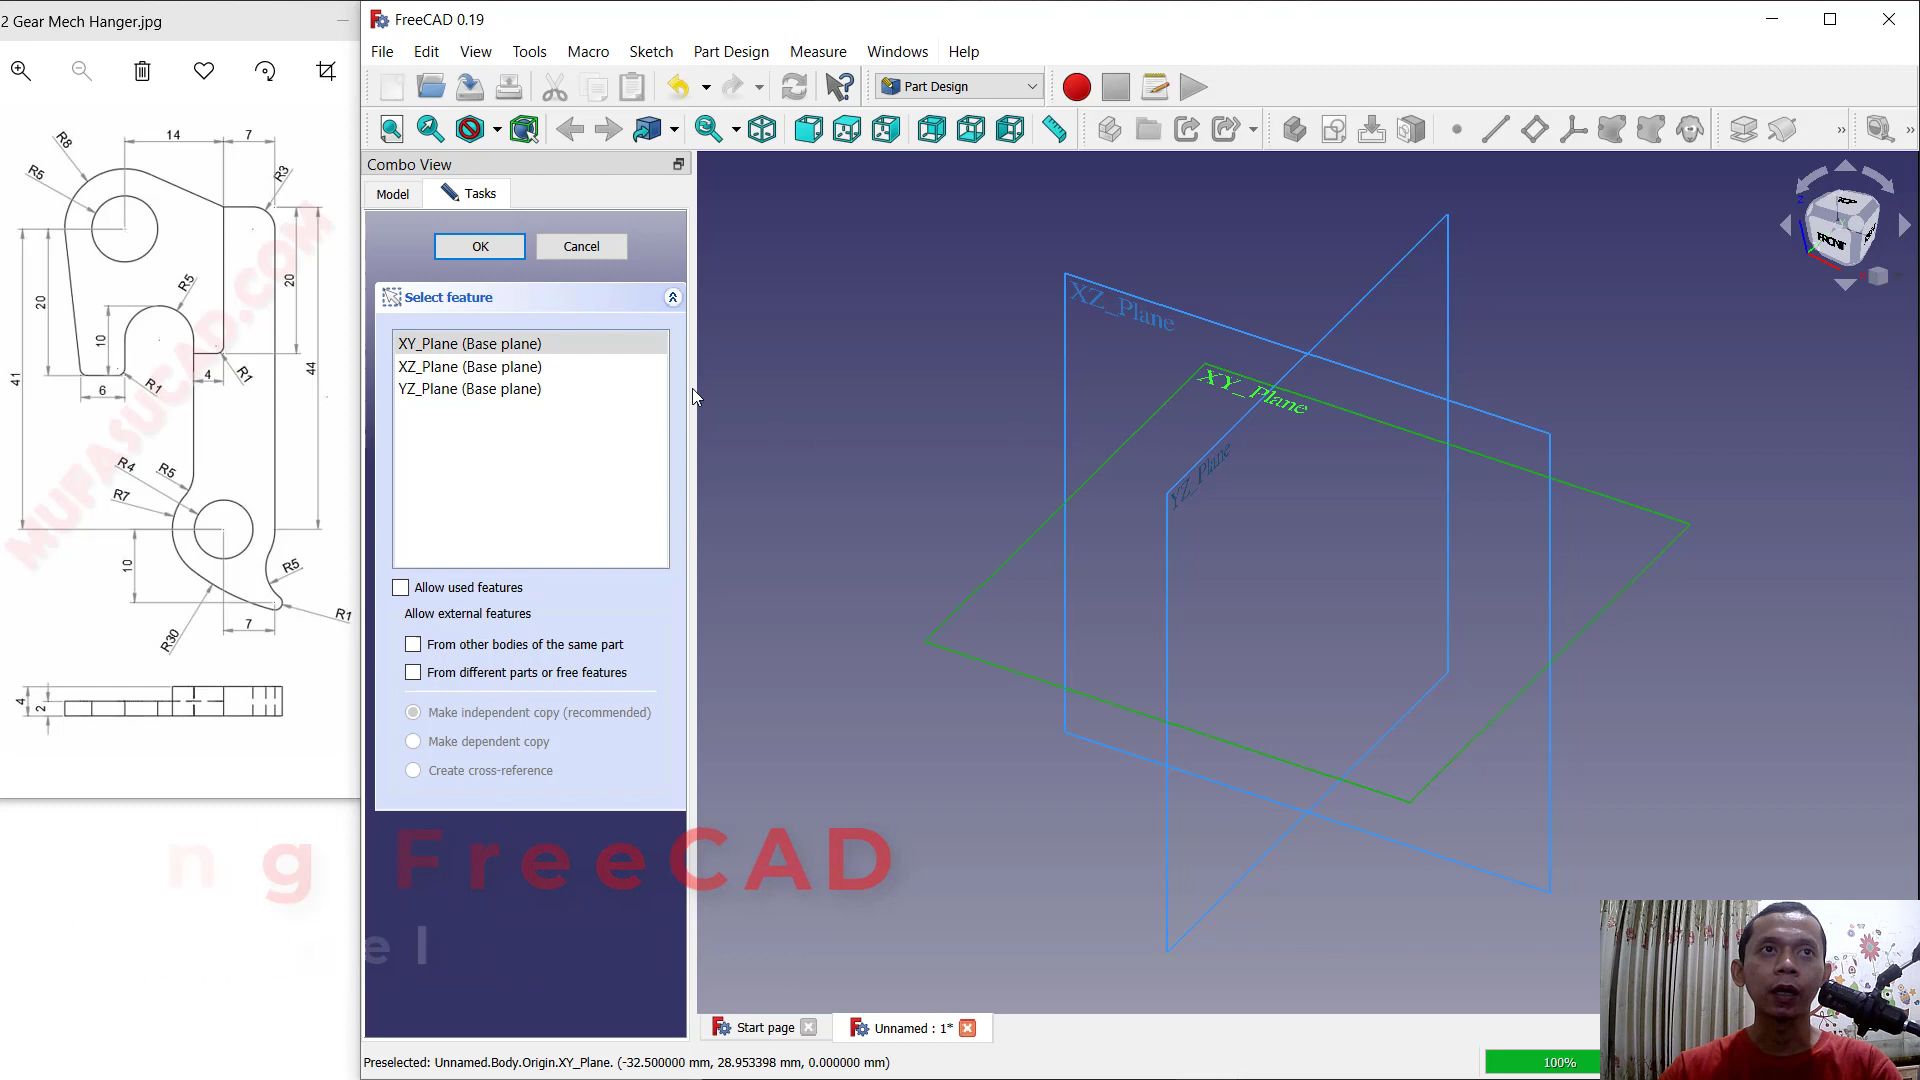 2 Gear Mech Hanger.jpg
FreeCAD 0.19
File Edit View Tools Macro Sketch Part Design Measure Windows Help
Part Design
Combo View
Model Tasks
OK Cancel
Select feature
XY_Plane (Base plane)
XZ_Plane (Base plane)
YZ_Plane (Base plane)
Allow used features
Allow external features
From other bodies of the same part
From different parts or free features
Make independent copy (recommended)
Make dependent copy
Create cross-reference
R8
14
7
R5
R3
20
R5
20
10
41
44
6
R1
4
R1
R4
R5
R7
10
R5
R1
7
R30
4
2
MUFASUCAD.COM
XZ_Plane
XY_Plane
YZ_Plane
TOP
FRONT
Z
ng FreeCAD
el
Start page Unnamed : 1*
Preselected: Unnamed.Body.Origin.XY_Plane. (-32.500000 mm, 28.953398 mm, 0.000000 mm)
100%